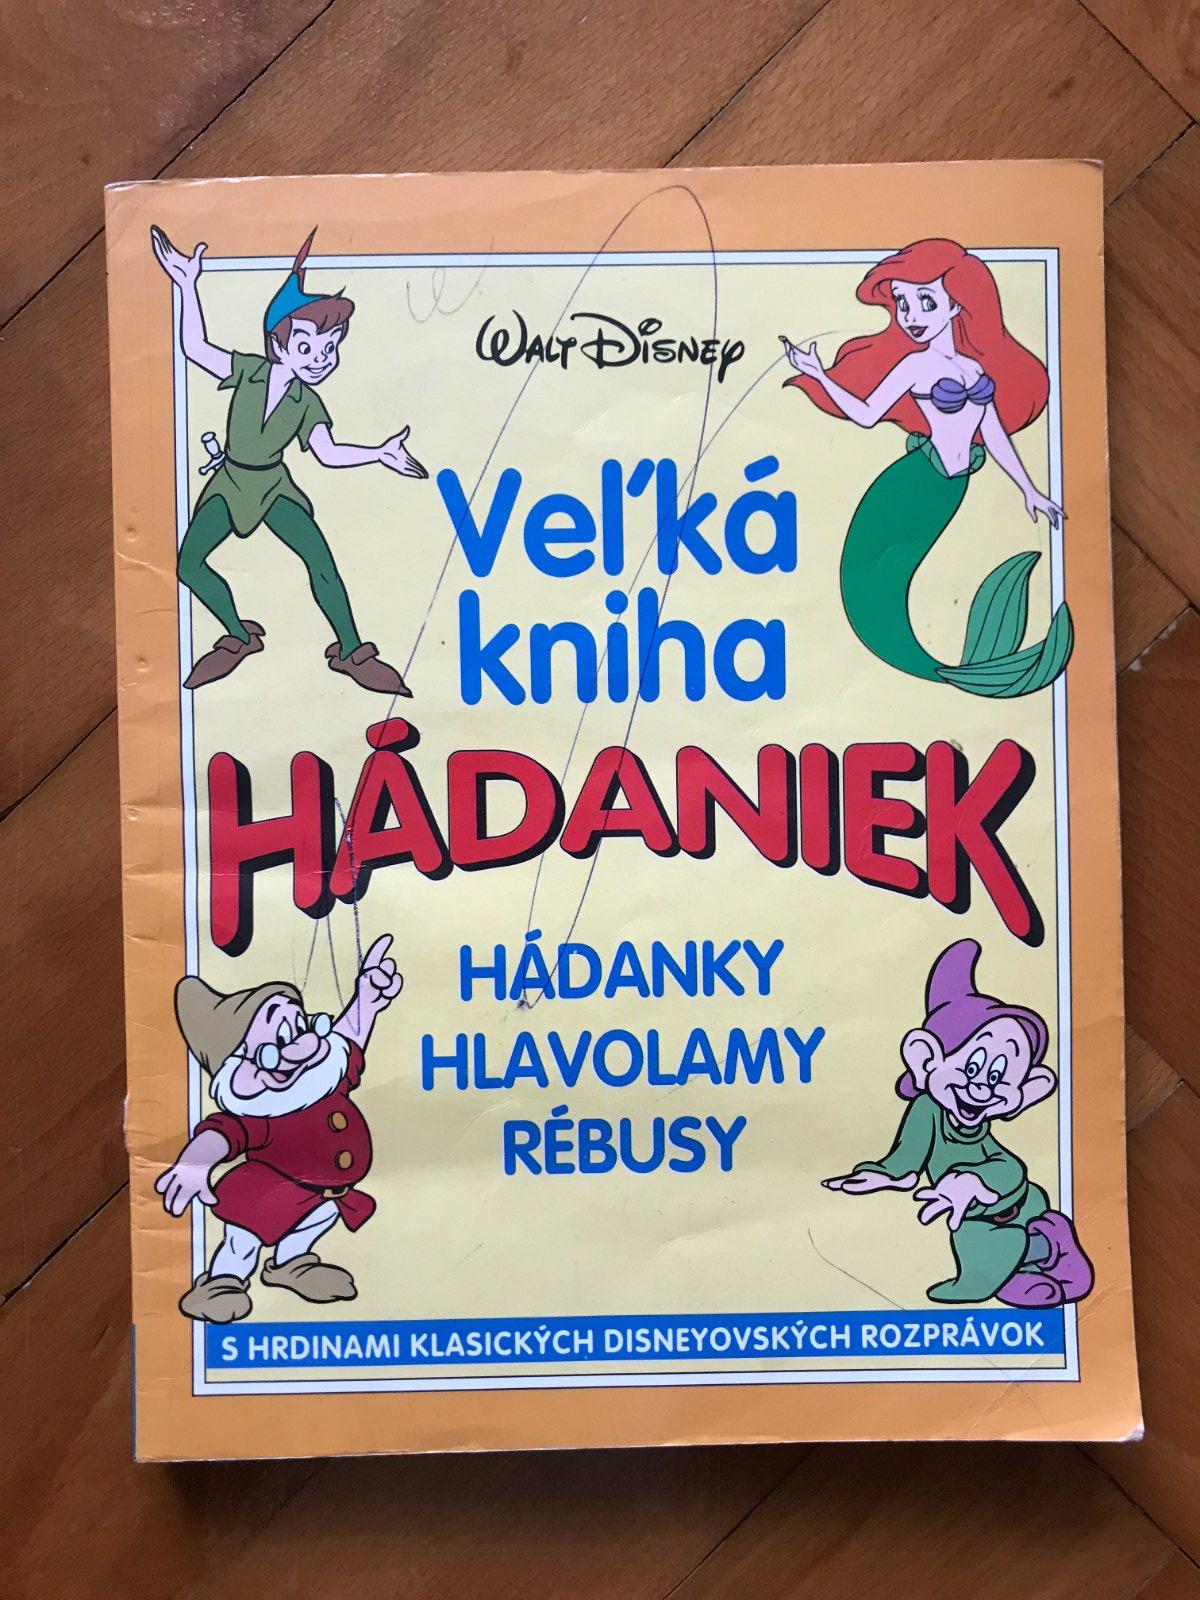 Walt Disney
Veľká
kniha
HÁDANIEK
HÁDANKY
HLAVOLAMY
RÉBUSY
S HRDINAMI KLASICKÝCH DISNEYOVSKÝCH ROZPRÁVOK